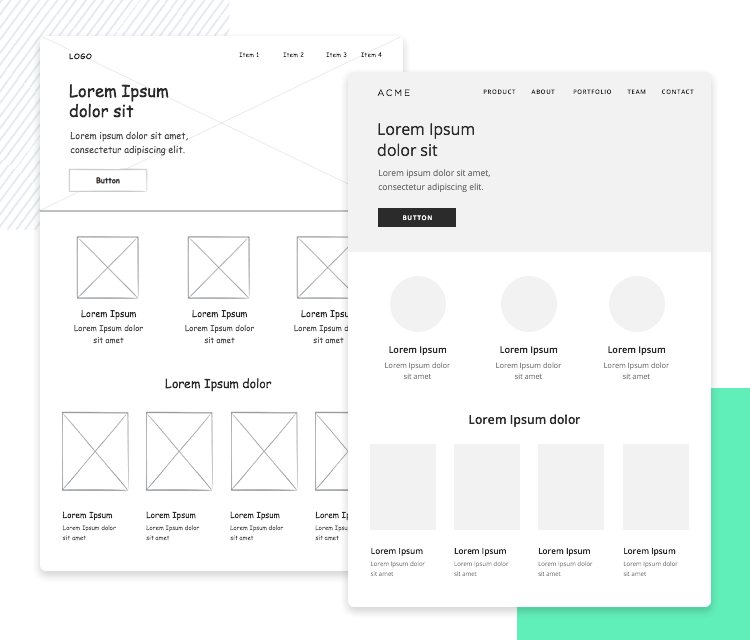 LOGO
Item 1 Item 2 Item 3 Item 4
Lorem Ipsum
dolor sit
Lorem ipsum dolor sit amet,
consectetur adipiscing elit.
Button
Lorem Ipsum Lorem Ipsum Lorem Ipsum
Lorem Ipsum dolor Lorem Ipsum dolor Lorem Ipsum d
sit amet sit amet sit amet
Lorem Ipsum dolor
Lorem Ipsum Lorem Ipsum Lorem Ipsum Lorem Ip
Lorem Ipsum dolor Lorem Ipsum dolor Lorem Ipsum dolor Lorem Ips
sit amet sit amet sit amet sit amet
ACME
PRODUCT ABOUT PORTFOLIO TEAM CONTACT
Lorem Ipsum
dolor sit
Lorem ipsum dolor sit amet,
consectetur adipiscing elit.
BUTTON
Lorem Ipsum Lorem Ipsum Lorem Ipsum
Lorem Ipsum dolor Lorem Ipsum dolor Lorem Ipsum dolor
sit amet sit amet sit amet
Lorem Ipsum dolor
Lorem Ipsum Lorem Ipsum Lorem Ipsum Lorem Ipsum
Lorem Ipsum dolor Lorem Ipsum dolor Lorem Ipsum dolor Lorem Ipsum dolor
sit amet sit amet sit amet sit amet